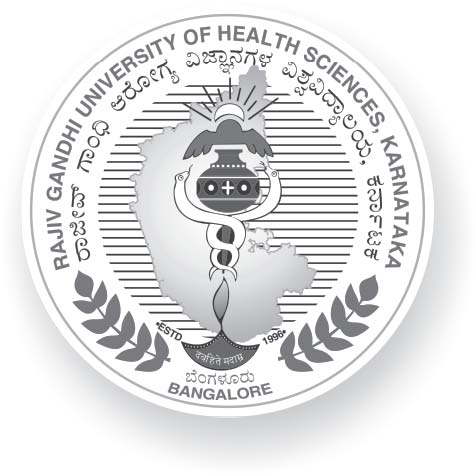 RAJIV GANDHI UNIVERSITY OF HEALTH SCIENCES, KARNATAKA
ರಾಜೀವ್ ಗಾಂಧಿ ಆರೋಗ್ಯ ವಿಜ್ಞಾನಗಳ ವಿಶ್ವವಿದ್ಯಾಲಯ, ಕರ್ನಾಟಕ
•ESTD 1996•
ಬೆಂಗಳೂರು
BANGALORE